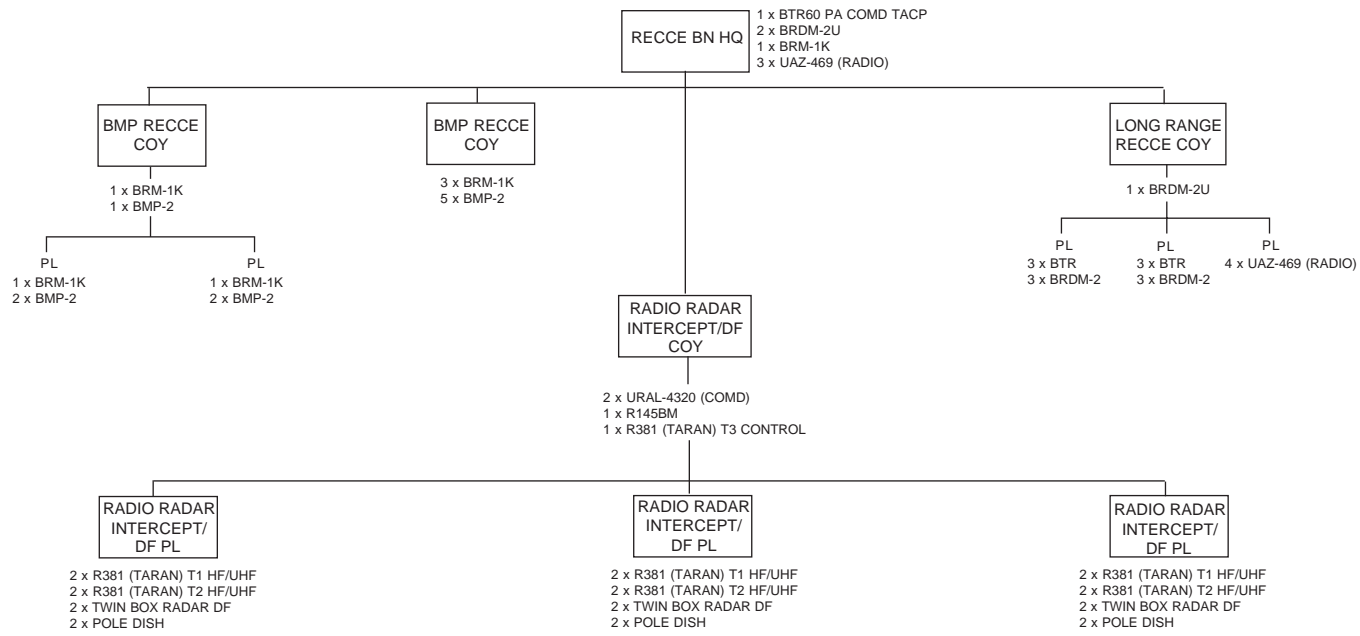 RECCE BN HQ
1 x BTR60 PA COMD TACP
2 x BRDM-2U
1 x BRM-1K
3 x UAZ-469 (RADIO)
BMP RECCE
COY
1 x BRM-1K
1 x BMP-2
PL
1 x BRM-1K
2 x BMP-2
PL
1 x BRM-1K
2 x BMP-2
BMP RECCE
COY
3 x BRM-1K
5 x BMP-2
LONG RANGE
RECCE COY
1 x BRDM-2U
PL
3 x BTR
3 x BRDM-2
PL
3 x BTR
3 x BRDM-2
PL
4 x UAZ-469 (RADIO)
RADIO RADAR
INTERCEPT/DF
COY
2 x URAL-4320 (COMD)
1 x R145BM
1 x R381 (TARAN) T3 CONTROL
RADIO RADAR
INTERCEPT/
DF PL
2 x R381 (TARAN) T1 HF/UHF
2 x R381 (TARAN) T2 HF/UHF
2 x TWIN BOX RADAR DF
2 x POLE DISH
RADIO RADAR
INTERCEPT/
DF PL
2 x R381 (TARAN) T1 HF/UHF
2 x R381 (TARAN) T2 HF/UHF
2 x TWIN BOX RADAR DF
2 x POLE DISH
RADIO RADAR
INTERCEPT/
DF PL
2 x R381 (TARAN) T1 HF/UHF
2 x R381 (TARAN) T2 HF/UHF
2 x TWIN BOX RADAR DF
2 x POLE DISH